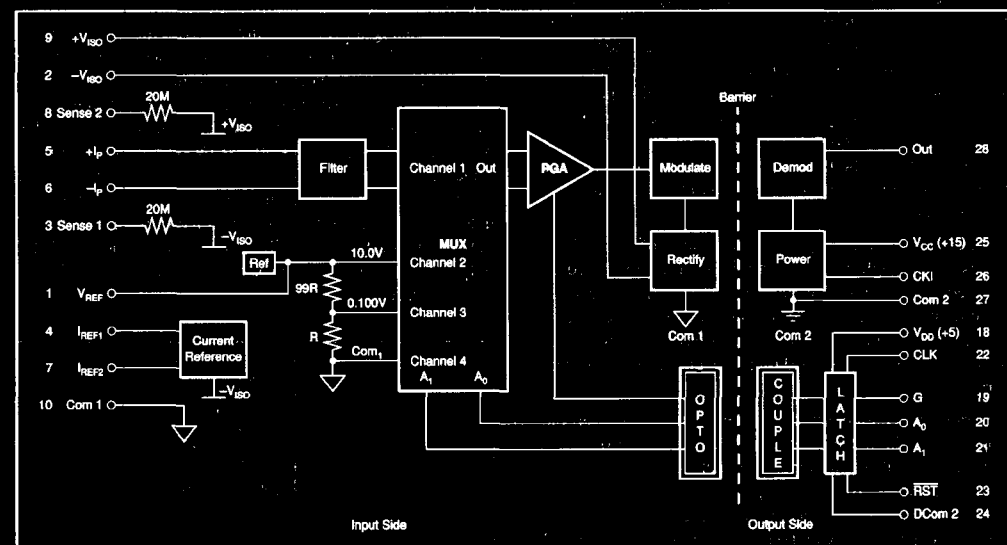 9 +V_ISO
2 −V_ISO
20M
8 Sense 2
+V_ISO
5 +I_P
6 −I_P
20M
3 Sense 1
−V_ISO
Filter
Channel 1 Out
MUX
Ref
10.0V
Channel 2
99R
1 V_REF
0.100V
Channel 3
4 I_REF1
R
Current
Reference
Com_1
Channel 4
7 I_REF2
A_1 A_0
−V_ISO
10 Com 1
PGA
Modulate
Rectify
Com 1
Barrier
Demod
Power
Com 2
Out 28
V_CC (+15) 25
CKI 26
Com 2 27
V_DD (+5) 18
CLK 22
OPTO
COUPLE
LATCH
G 19
A_0 20
A_1 21
RST 23
DCom 2 24
Input Side
Output Side